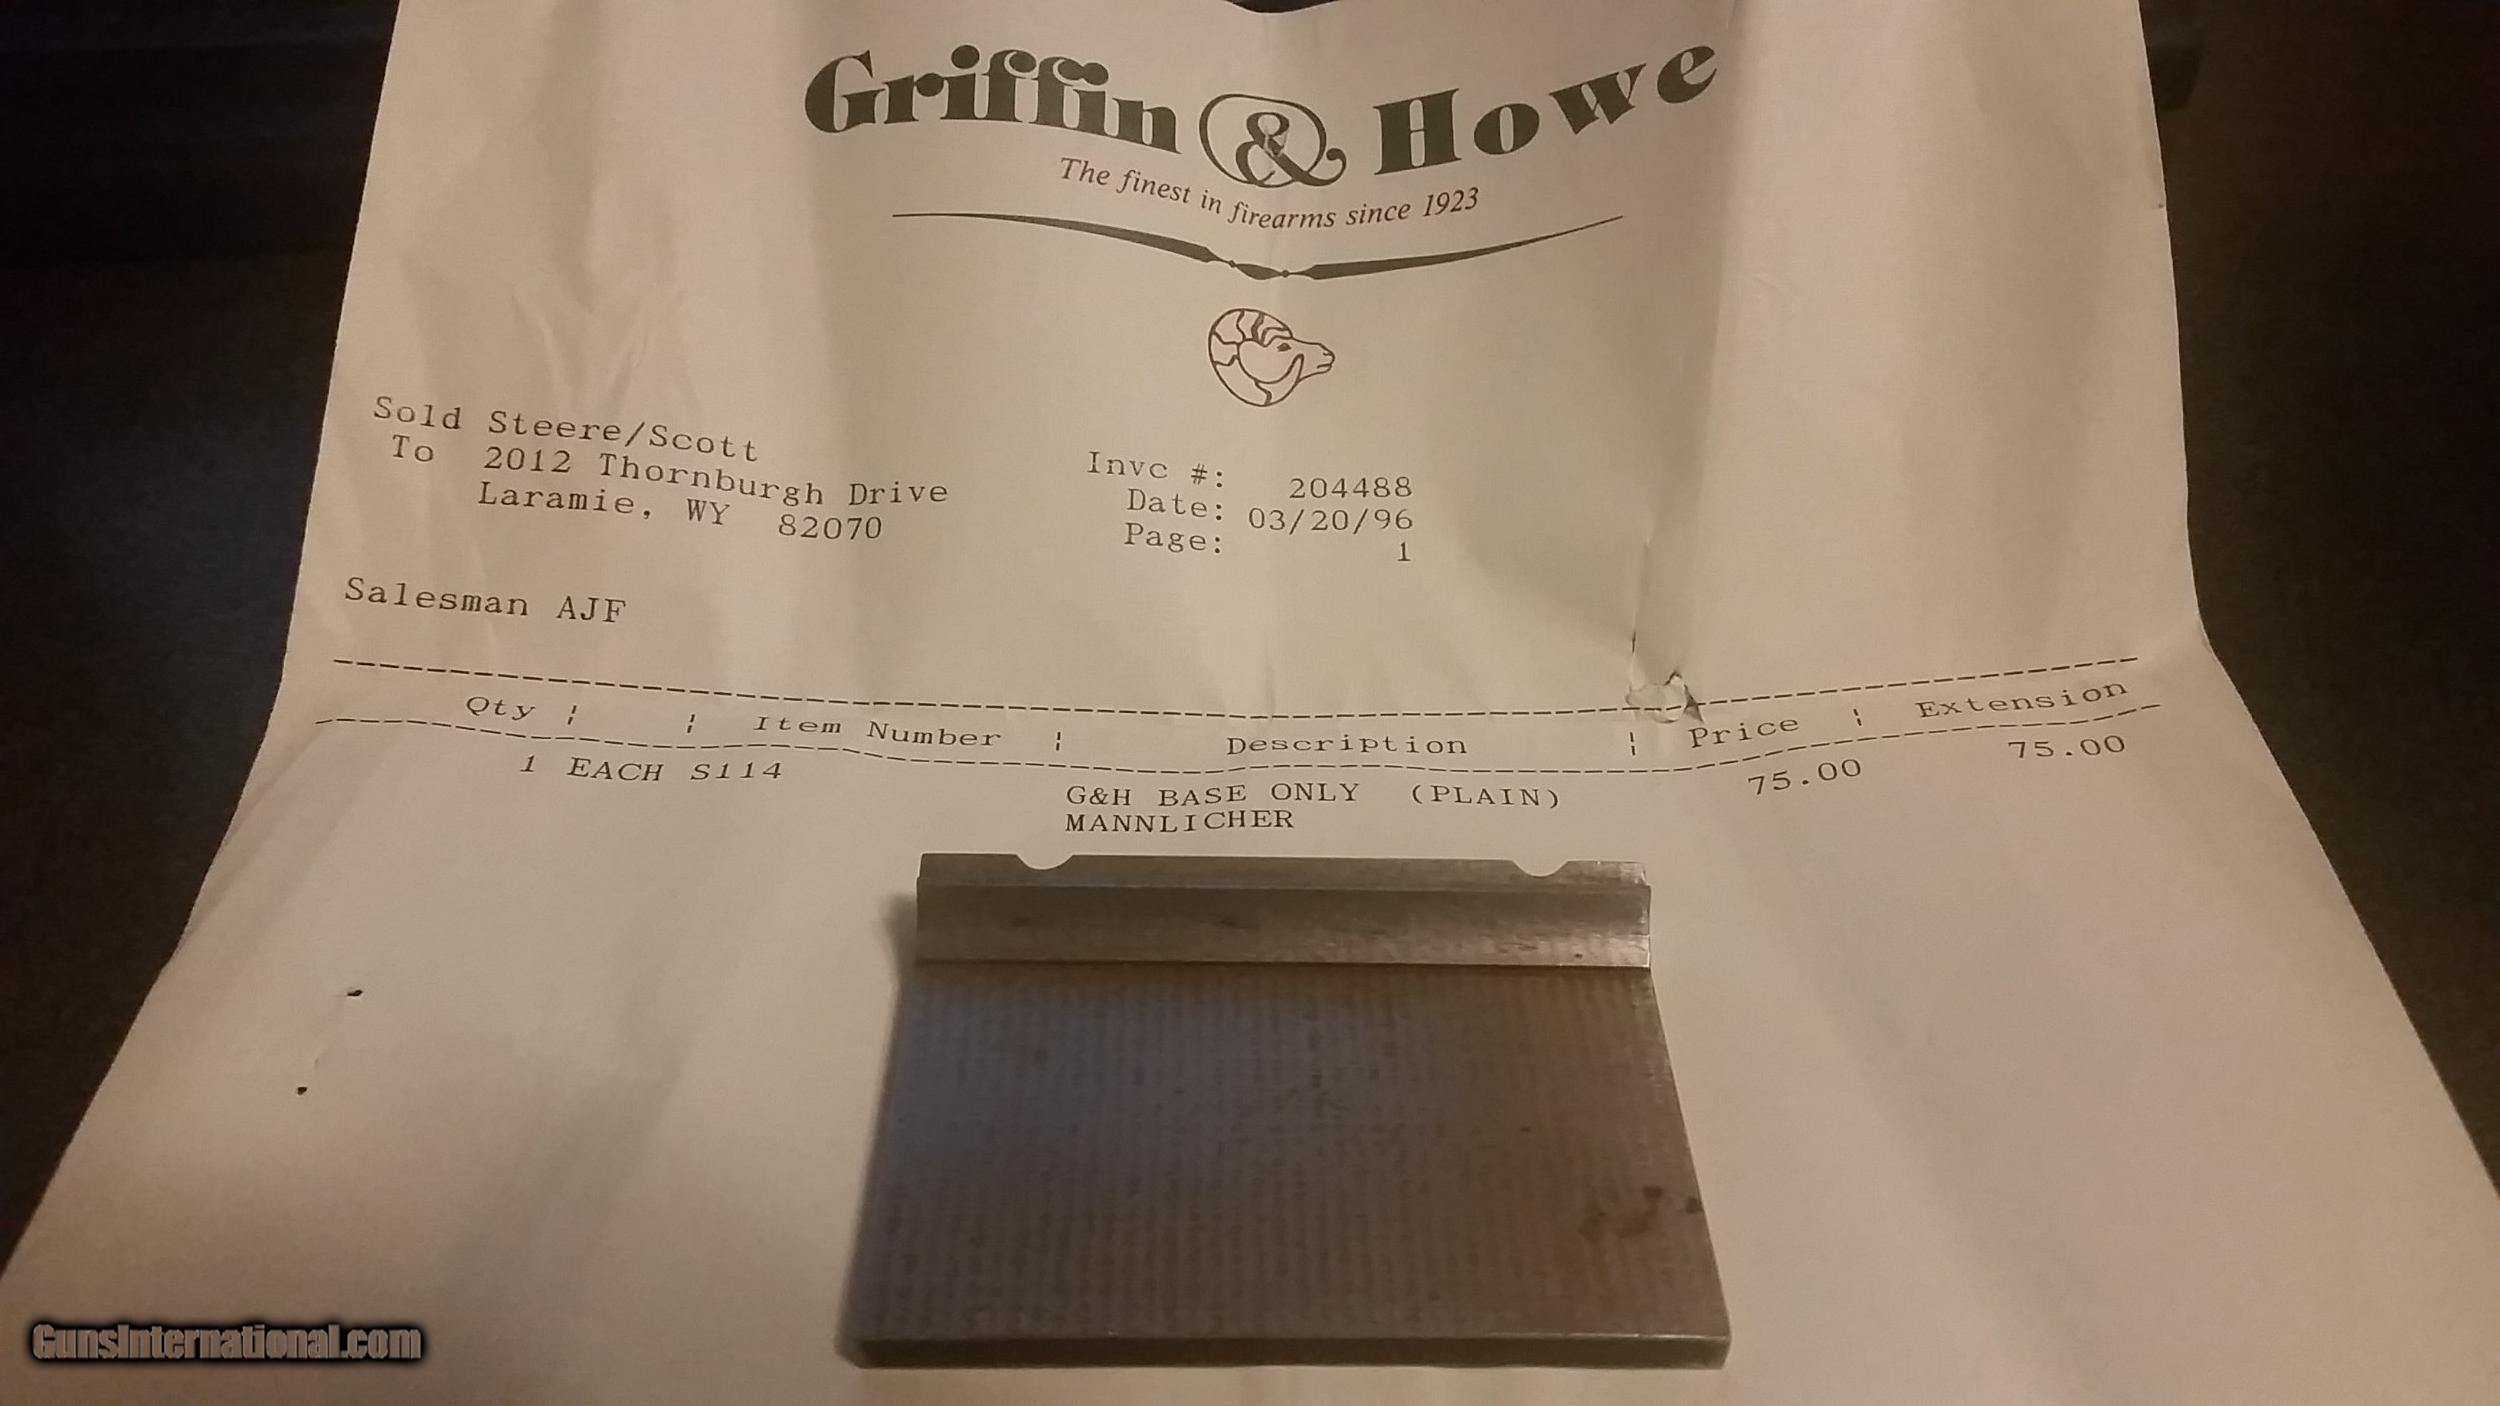 Griffin & Howe
The finest in firearms since 1923
Sold Steere/Scott
To 2012 Thornburgh Drive
Laramie, WY 82070
Invc #: 204488
Date: 03/20/96
Page: 1
Salesman AJF
Qty ¦ ¦ Item Number ¦ Description ¦ Price ¦ Extension
1 EACH S114 G&H BASE ONLY (PLAIN) 75.00 75.00
MANNLICHER
GunsInternational.com